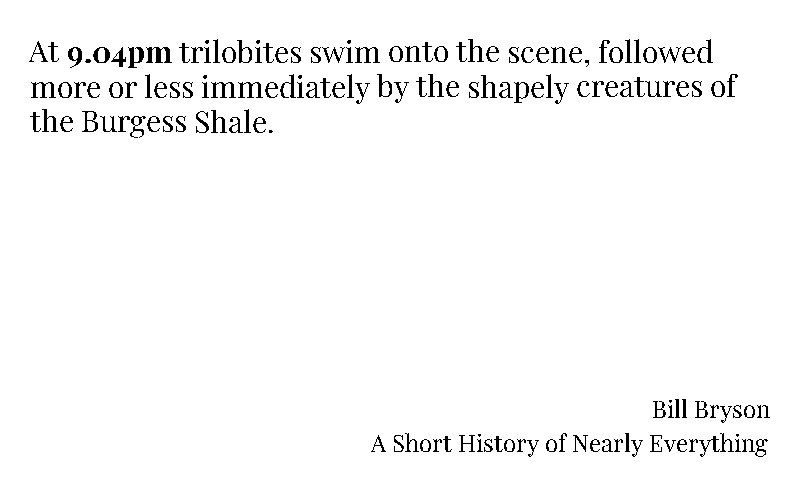 At 9.04pm trilobites swim onto the scene, followed
more or less immediately by the shapely creatures of
the Burgess Shale.
Bill Bryson
A Short History of Nearly Everything